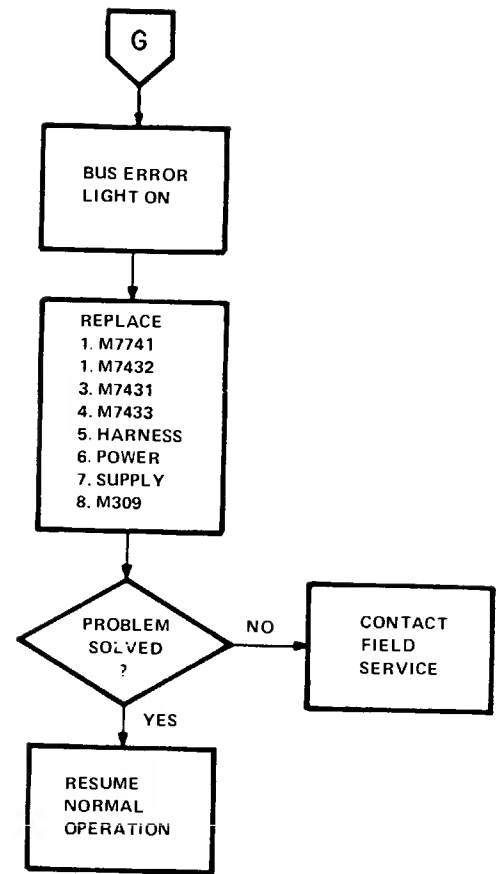 G
BUS ERROR
LIGHT ON
REPLACE
1. M7741
1. M7432
3. M7431
4. M7433
5. HARNESS
6. POWER
7. SUPPLY
8. M309
PROBLEM
SOLVED
?
NO
CONTACT
FIELD
SERVICE
YES
RESUME
NORMAL
OPERATION